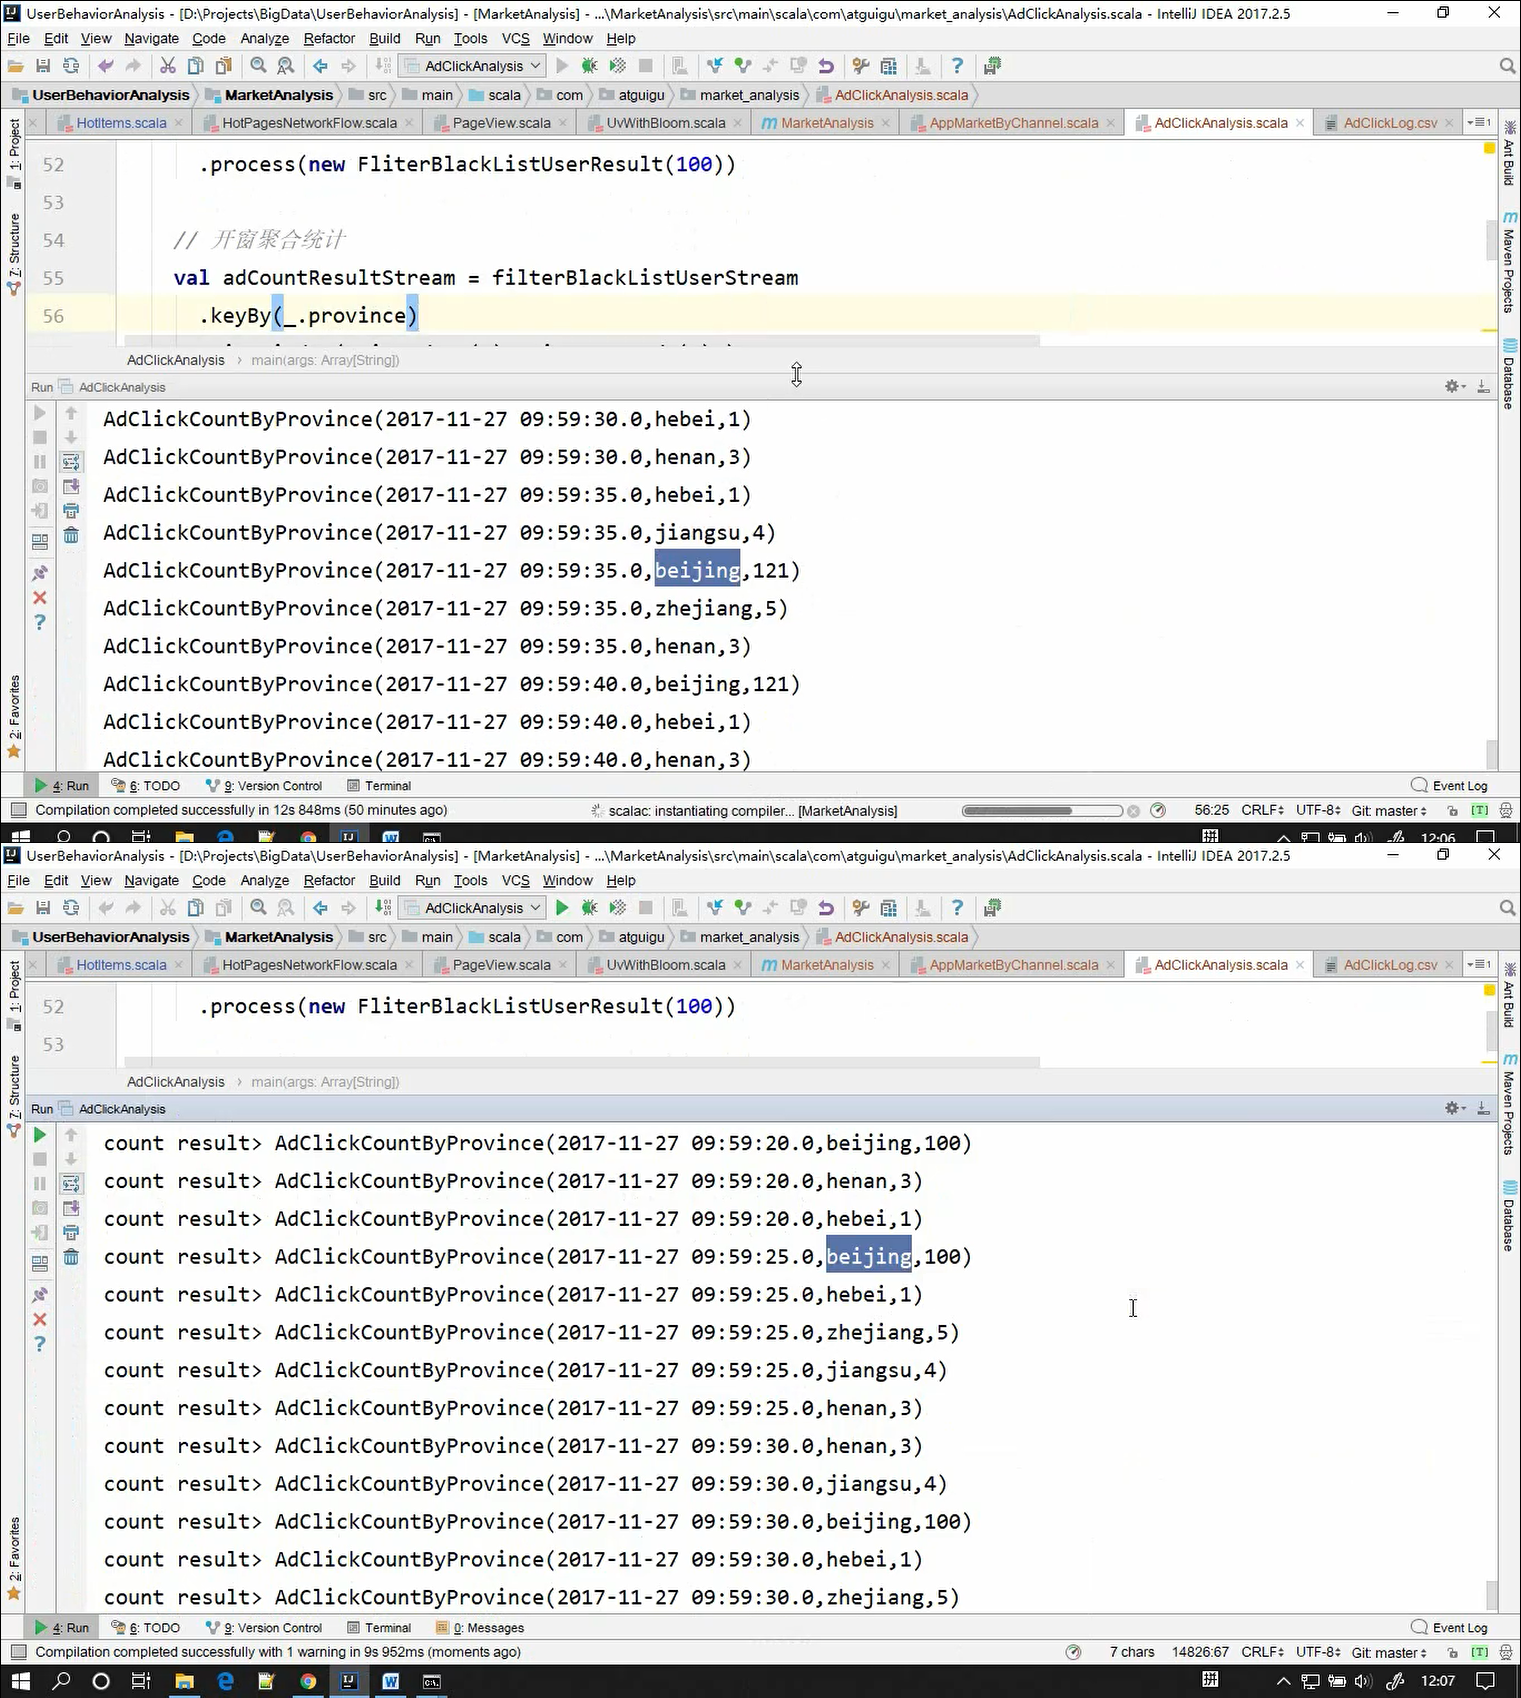 UserBehaviorAnalysis - [D:\Projects\BigData\UserBehaviorAnalysis] - [MarketAnalysis] - ...\MarketAnalysis\src\main\scala\com\atguigu\market_analysis\AdClickAnalysis.scala - IntelliJ IDEA 2017.2.5
File Edit View Navigate Code Analyze Refactor Build Run Tools VCS Window Help
AdClickAnalysis
UserBehaviorAnalysis MarketAnalysis src main scala com atguigu market_analysis AdClickAnalysis.scala
HotItems.scala HotPagesNetworkFlow.scala PageView.scala UvWithBloom.scala MarketAnalysis AppMarketByChannel.scala AdClickAnalysis.scala AdClickLog.csv
1: Project
7: Structure
2: Favorites
Ant Build
Maven Projects
Database
52 .process(new FliterBlackListUserResult(100))
53
54 // 开窗聚合统计
55 val adCountResultStream = filterBlackListUserStream
56 .keyBy(_.province)
AdClickAnalysis › main(args: Array[String])
Run AdClickAnalysis
AdClickCountByProvince(2017-11-27 09:59:30.0,hebei,1)
AdClickCountByProvince(2017-11-27 09:59:30.0,henan,3)
AdClickCountByProvince(2017-11-27 09:59:35.0,hebei,1)
AdClickCountByProvince(2017-11-27 09:59:35.0,jiangsu,4)
AdClickCountByProvince(2017-11-27 09:59:35.0,beijing,121)
AdClickCountByProvince(2017-11-27 09:59:35.0,zhejiang,5)
AdClickCountByProvince(2017-11-27 09:59:35.0,henan,3)
AdClickCountByProvince(2017-11-27 09:59:40.0,beijing,121)
AdClickCountByProvince(2017-11-27 09:59:40.0,hebei,1)
AdClickCountByProvince(2017-11-27 09:59:40.0,henan,3)
4: Run 6: TODO 9: Version Control Terminal Event Log
Compilation completed successfully in 12s 848ms (50 minutes ago) scalac: instantiating compiler... [MarketAnalysis] 56:25 CRLF UTF-8 Git: master [T]
拼 12:06
UserBehaviorAnalysis - [D:\Projects\BigData\UserBehaviorAnalysis] - [MarketAnalysis] - ...\MarketAnalysis\src\main\scala\com\atguigu\market_analysis\AdClickAnalysis.scala - IntelliJ IDEA 2017.2.5
File Edit View Navigate Code Analyze Refactor Build Run Tools VCS Window Help
AdClickAnalysis
UserBehaviorAnalysis MarketAnalysis src main scala com atguigu market_analysis AdClickAnalysis.scala
HotItems.scala HotPagesNetworkFlow.scala PageView.scala UvWithBloom.scala MarketAnalysis AppMarketByChannel.scala AdClickAnalysis.scala AdClickLog.csv
1: Project
7: Structure
2: Favorites
Ant Build
Maven Projects
Database
52 .process(new FliterBlackListUserResult(100))
53
AdClickAnalysis › main(args: Array[String])
Run AdClickAnalysis
count result> AdClickCountByProvince(2017-11-27 09:59:20.0,beijing,100)
count result> AdClickCountByProvince(2017-11-27 09:59:20.0,henan,3)
count result> AdClickCountByProvince(2017-11-27 09:59:20.0,hebei,1)
count result> AdClickCountByProvince(2017-11-27 09:59:25.0,beijing,100)
count result> AdClickCountByProvince(2017-11-27 09:59:25.0,hebei,1)
count result> AdClickCountByProvince(2017-11-27 09:59:25.0,zhejiang,5)
count result> AdClickCountByProvince(2017-11-27 09:59:25.0,jiangsu,4)
count result> AdClickCountByProvince(2017-11-27 09:59:25.0,henan,3)
count result> AdClickCountByProvince(2017-11-27 09:59:30.0,henan,3)
count result> AdClickCountByProvince(2017-11-27 09:59:30.0,jiangsu,4)
count result> AdClickCountByProvince(2017-11-27 09:59:30.0,beijing,100)
count result> AdClickCountByProvince(2017-11-27 09:59:30.0,hebei,1)
count result> AdClickCountByProvince(2017-11-27 09:59:30.0,zhejiang,5)
4: Run 6: TODO 9: Version Control Terminal 0: Messages Event Log
Compilation completed successfully with 1 warning in 9s 952ms (moments ago) 7 chars 14826:67 CRLF UTF-8 Git: master [T]
拼 12:07